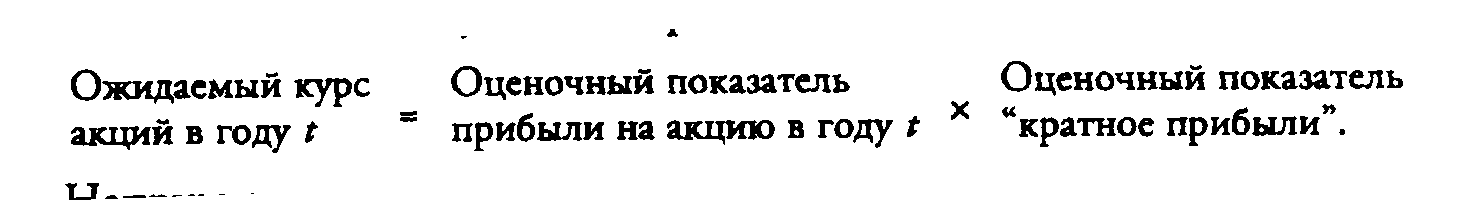 Ожидаемый курс = Оценочный показатель × Оценочный показатель
акций в году t прибыли на акцию в году t “кратное прибыли”.